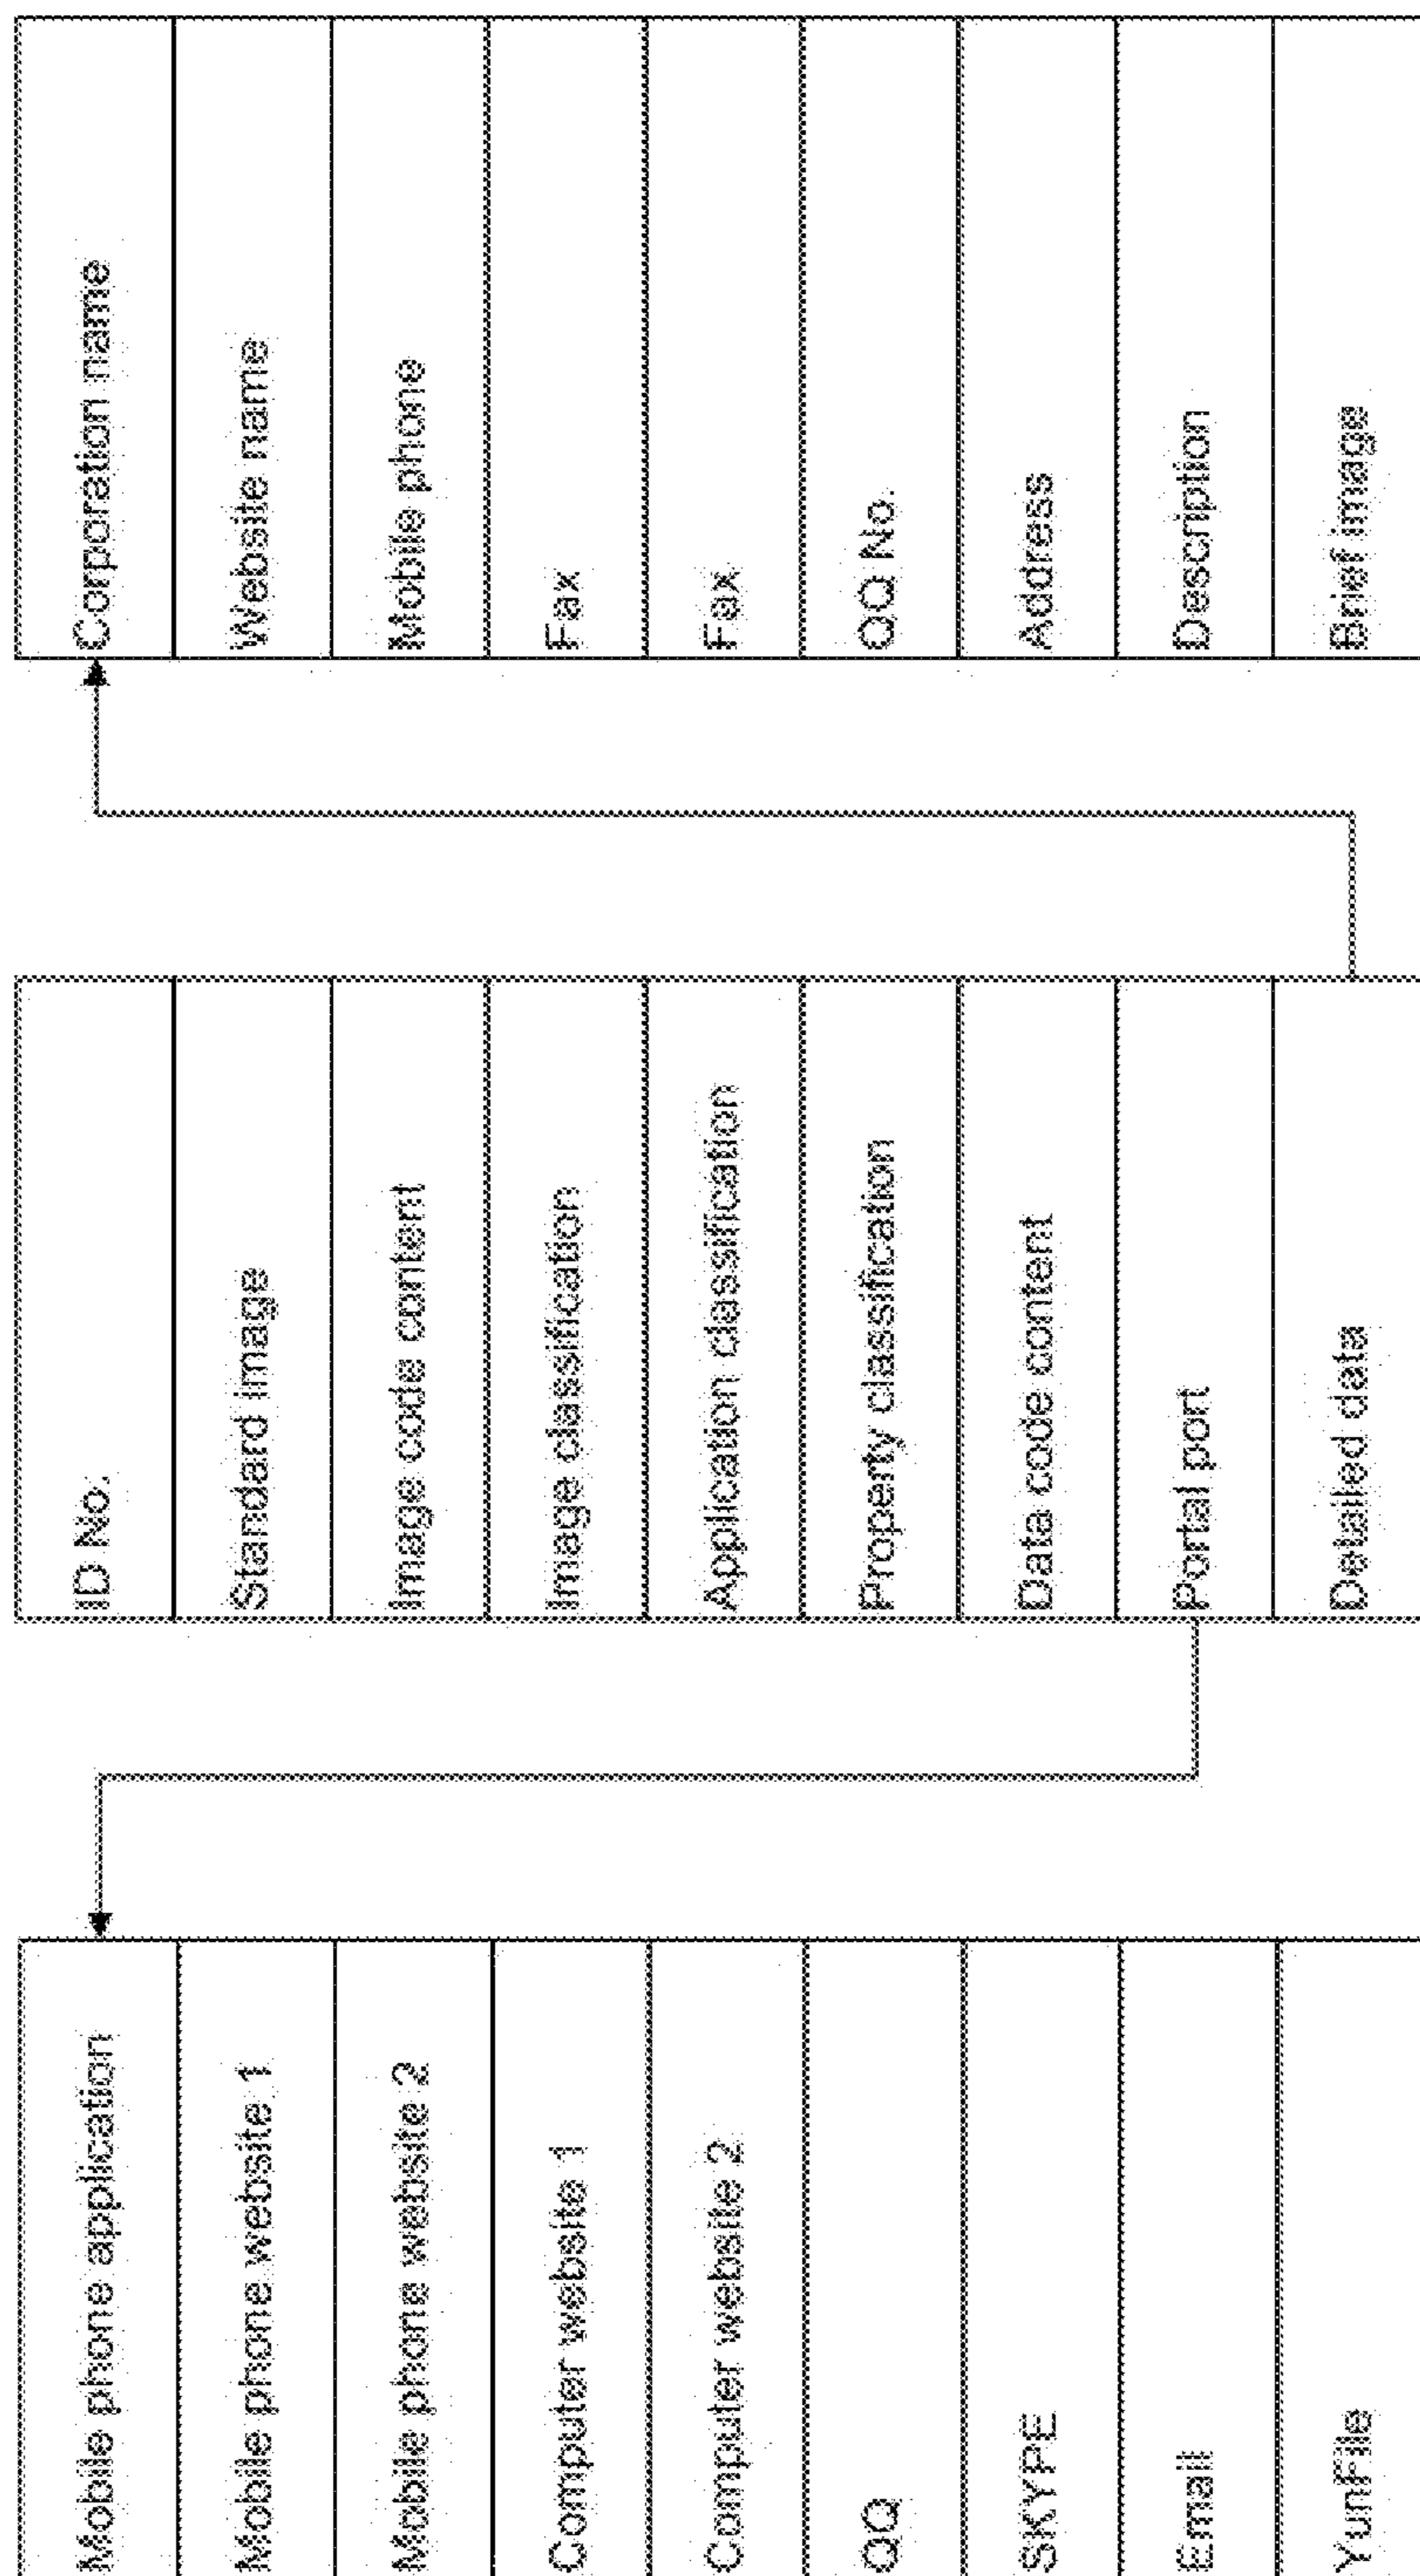 Mobile phone application
Mobile phone website 1
Mobile phone website 2
Computer website 1
Computer website 2
QQ
SKYPE
Email
YunFile
ID No.
Standard image
Image code content
Image classification
Application classification
Property classification
Data code content
Portal port
Detailed data
Corporation name
Website name
Mobile phone
Fax
Fax
QQ No.
Address
Description
Brief image